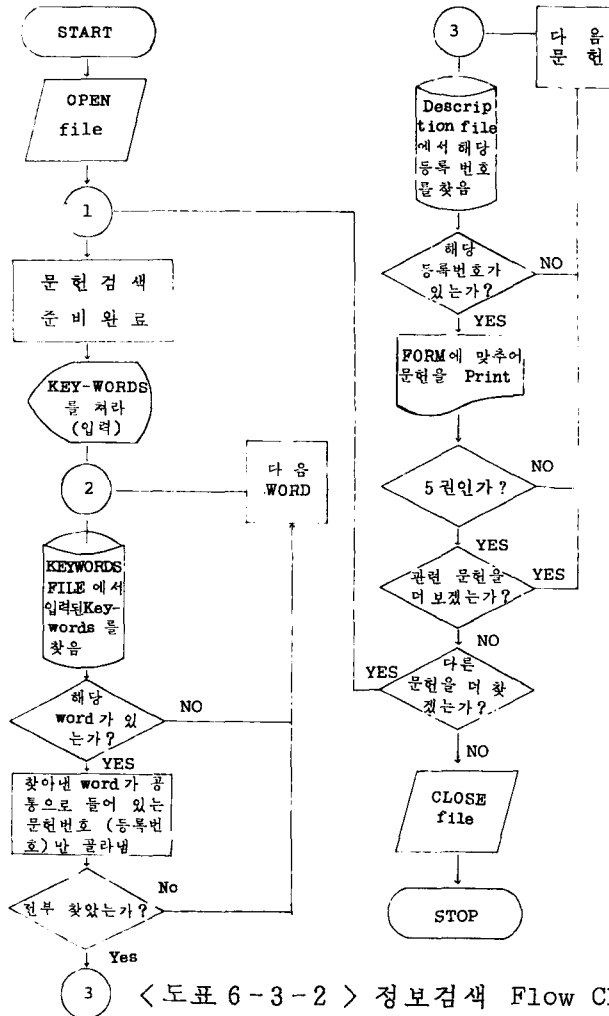 START
OPEN
file
1
문헌검색
준비완료
KEY-WORDS
를 쳐라
(입력)
2
다음
WORD
KEYWORDS
FILE에서
입력된Key-
words 를
찾음
해당
word가 있
는가?
NO
YES
찾아낸 word가 공
통으로 들어 있는
문헌번호 (등록번
호)만 골라냄
전부 찾았는가?
No
Yes
3
3
다음
문헌
Descrip
tion file
에서 해당
등록 번호
를 찾음
해당
등록번호가
있는가?
NO
YES
FORM에 맞추어
문헌을 Print
5권인가?
NO
YES
관련 문헌을
더 보겠는가?
YES
NO
다른
문헌을 더 찾
겠는가?
YES
NO
CLOSE
file
STOP
<도표 6-3-2> 정보검색 Flow